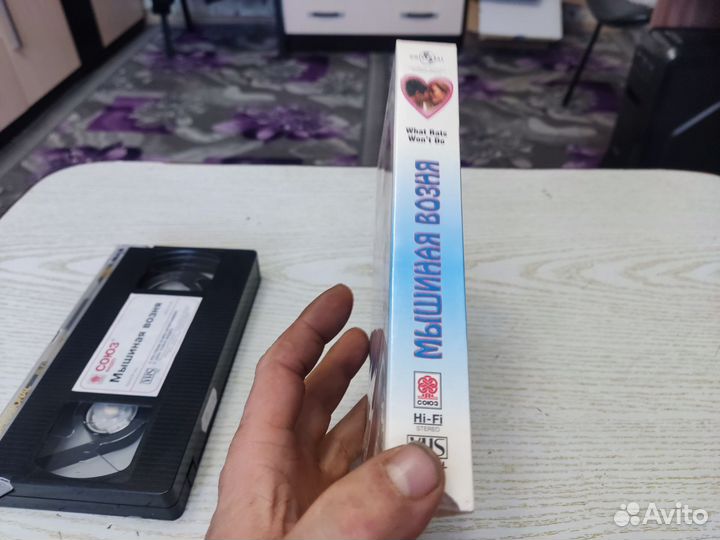 What Rats
Won't Do
МЫШИНАЯ ВОЗНЯ
СОЮЗ
Hi-Fi
STEREO
VHS
СОЮЗ
Мышиная возня
VHS
Avito